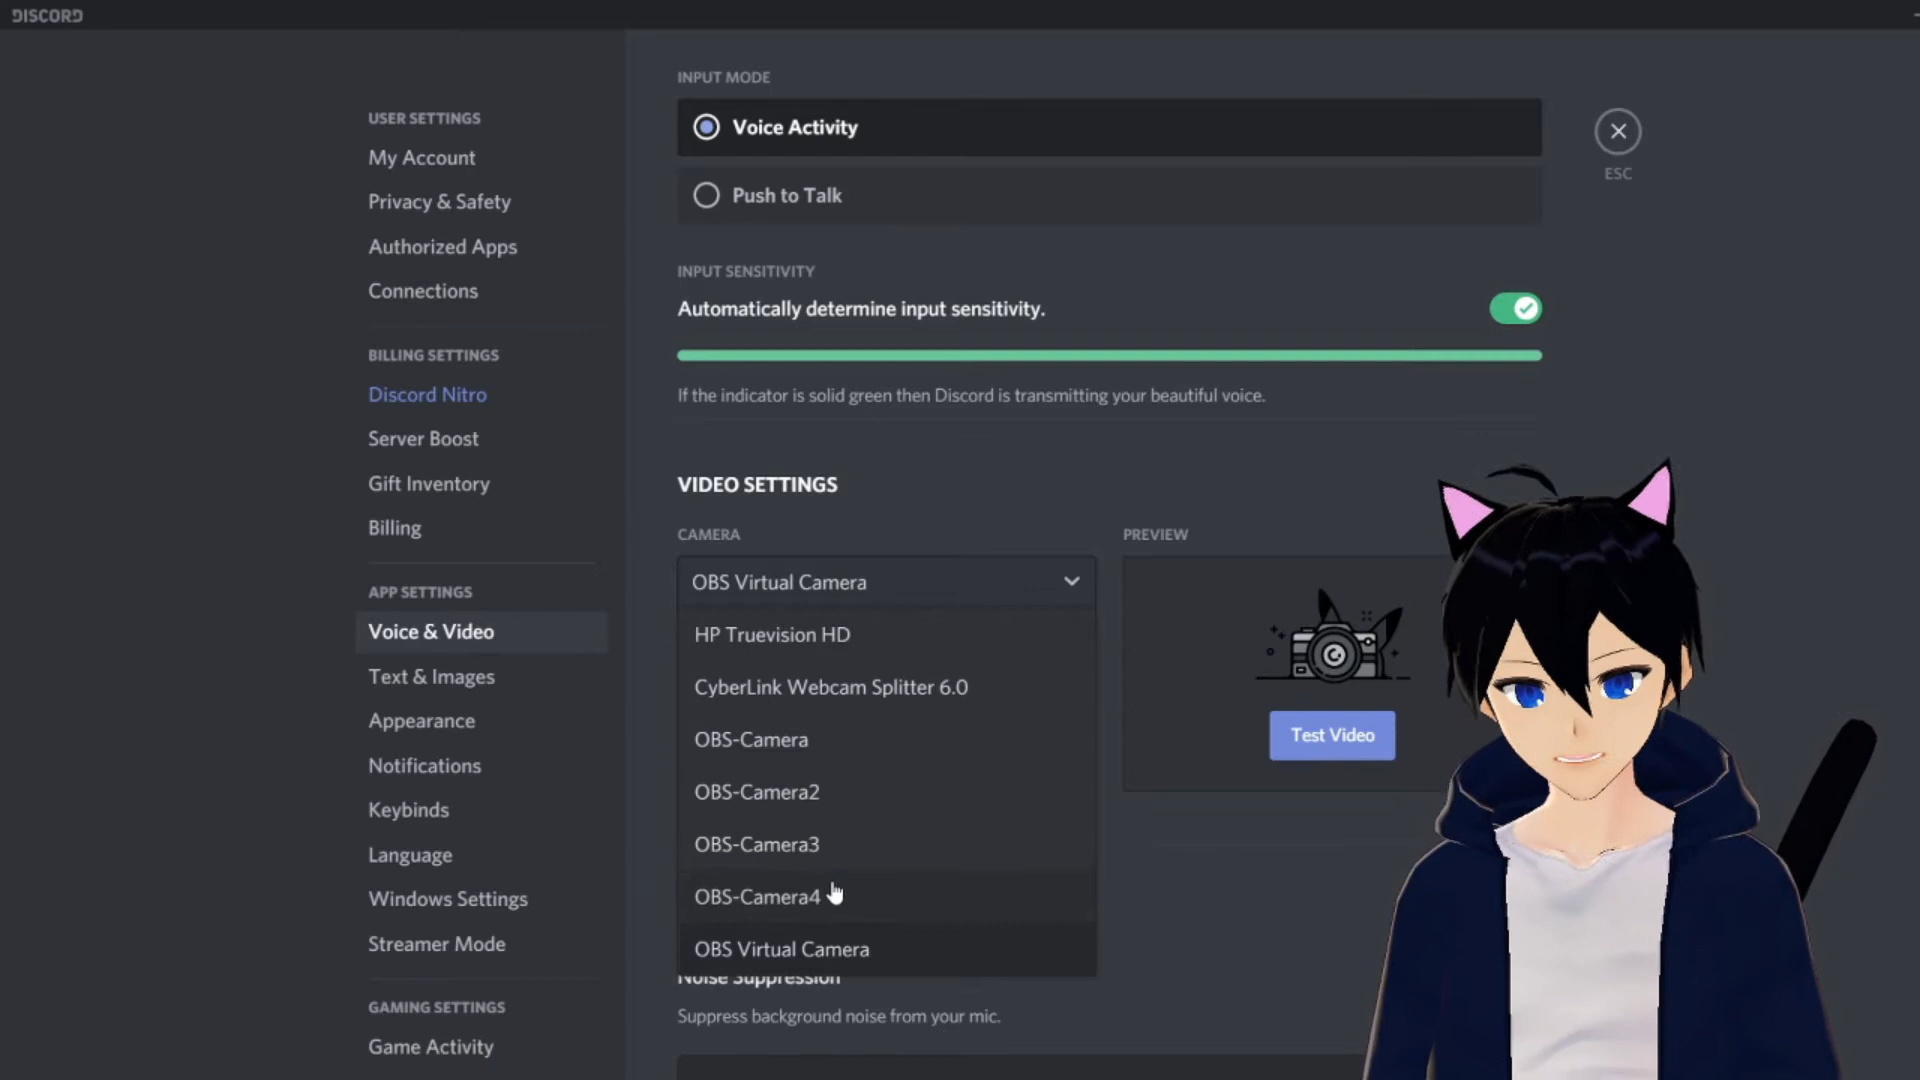 DISCORD
USER SETTINGS
My Account
Privacy & Safety
Authorized Apps
Connections
BILLING SETTINGS
Discord Nitro
Server Boost
Gift Inventory
Billing
APP SETTINGS
Voice & Video
Text & Images
Appearance
Notifications
Keybinds
Language
Windows Settings
Streamer Mode
GAMING SETTINGS
Game Activity
INPUT MODE
Voice Activity
Push to Talk
ESC
INPUT SENSITIVITY
Automatically determine input sensitivity.
If the indicator is solid green then Discord is transmitting your beautiful voice.
VIDEO SETTINGS
CAMERA
OBS Virtual Camera
HP Truevision HD
CyberLink Webcam Splitter 6.0
OBS-Camera
OBS-Camera2
OBS-Camera3
OBS-Camera4
OBS Virtual Camera
PREVIEW
Test Video
Noise Suppression
Suppress background noise from your mic.